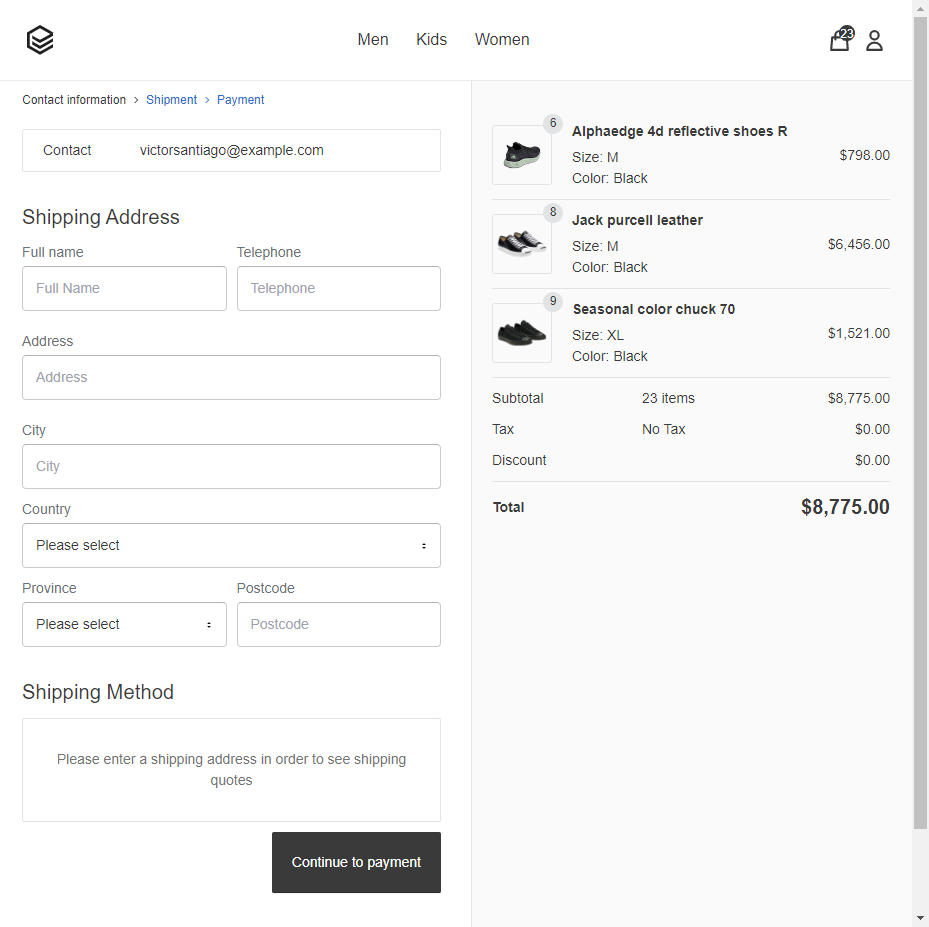 Men Kids Women 23
Contact information › Shipment › Payment
Contact victorsantiago@example.com
Shipping Address
Full name Telephone
Full Name Telephone
Address
Address
City
City
Country
Please select
Province Postcode
Please select Postcode
Shipping Method
Please enter a shipping address in order to see shipping
quotes
Continue to payment
6
Alphaedge 4d reflective shoes R
Size: M
$798.00
Color: Black
8
Jack purcell leather
Size: M
$6,456.00
Color: Black
9
Seasonal color chuck 70
Size: XL
$1,521.00
Color: Black
Subtotal 23 items $8,775.00
Tax No Tax $0.00
Discount $0.00
Total $8,775.00